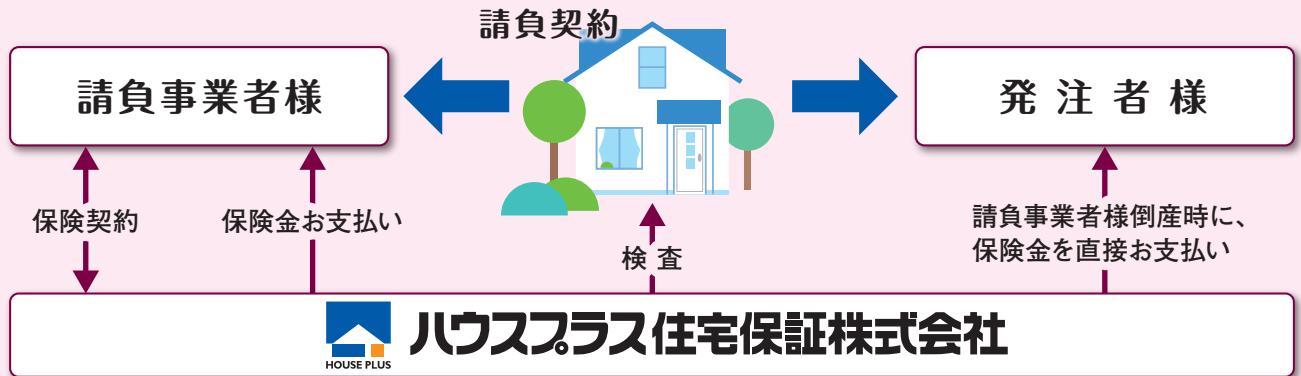 請負契約
請負事業者様
発注者様
保険契約
保険金お支払い
検査
請負事業者様倒産時に、
保険金を直接お支払い
HOUSE PLUS
ハウスプラス住宅保証株式会社